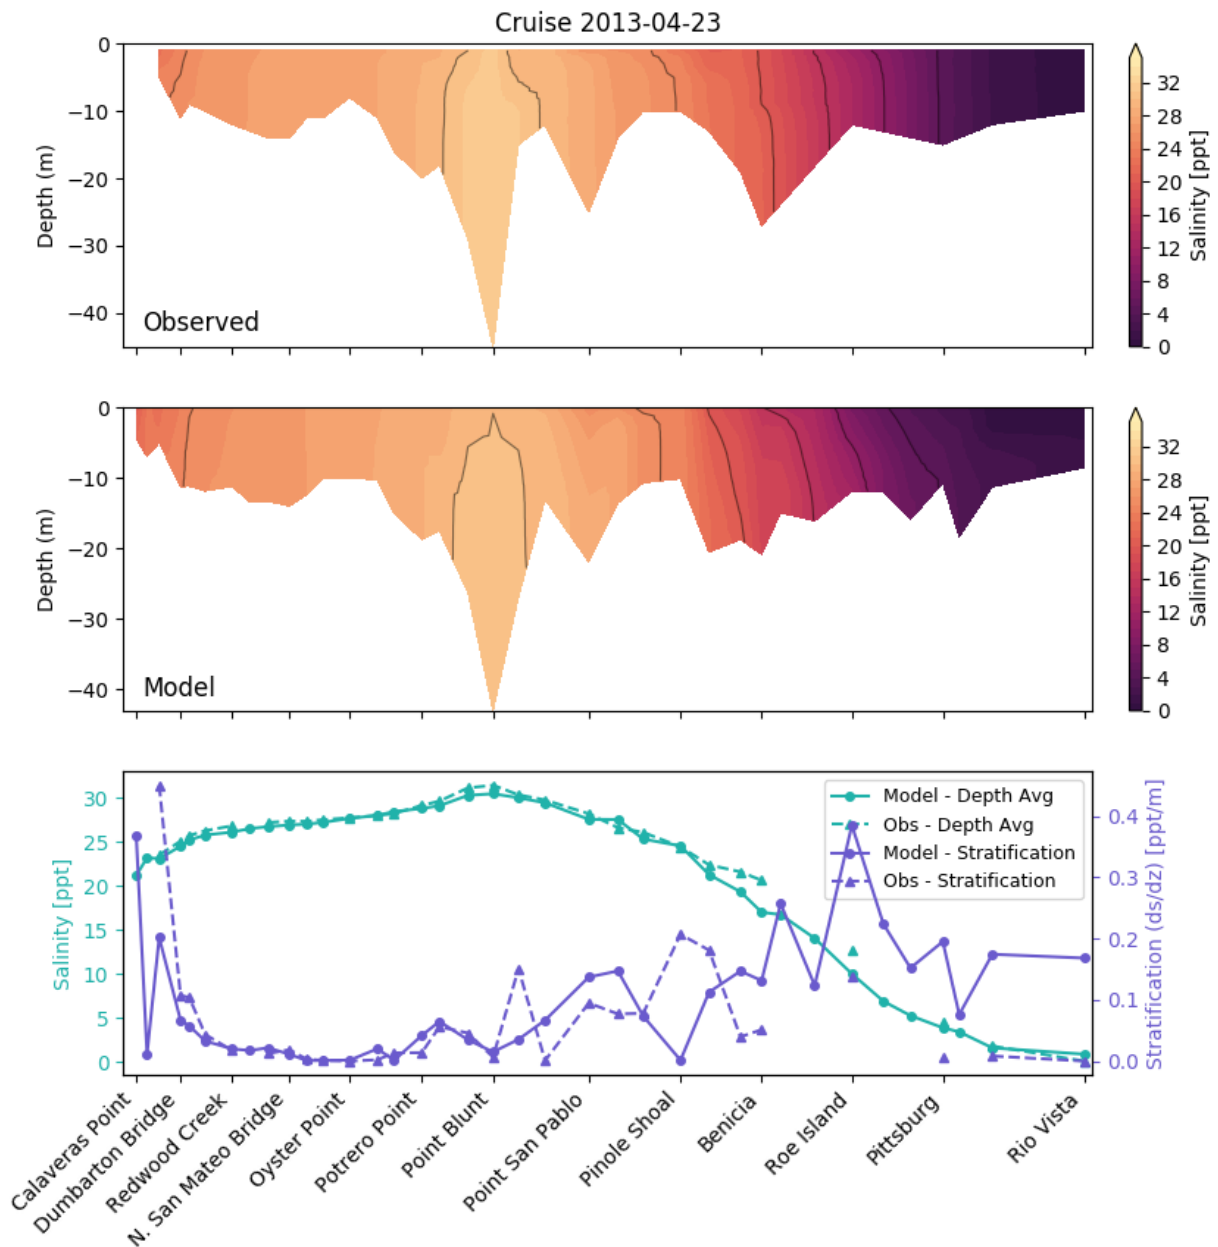 Cruise 2013-04-23
0
−10
−20
−30
−40
Depth (m)
Observed
32
28
24
20
16
12
8
4
0
Salinity [ppt]
0
−10
−20
−30
−40
Depth (m)
Model
32
28
24
20
16
12
8
4
0
Salinity [ppt]
30
25
20
15
10
5
0
Salinity [ppt]
Model - Depth Avg
Obs - Depth Avg
Model - Stratification
Obs - Stratification
0.4
0.3
0.2
0.1
0.0
Stratification (ds/dz) [ppt/m]
Calaveras Point
Dumbarton Bridge
Redwood Creek
N. San Mateo Bridge
Oyster Point
Potrero Point
Point Blunt
Point San Pablo
Pinole Shoal
Benicia
Roe Island
Pittsburg
Rio Vista